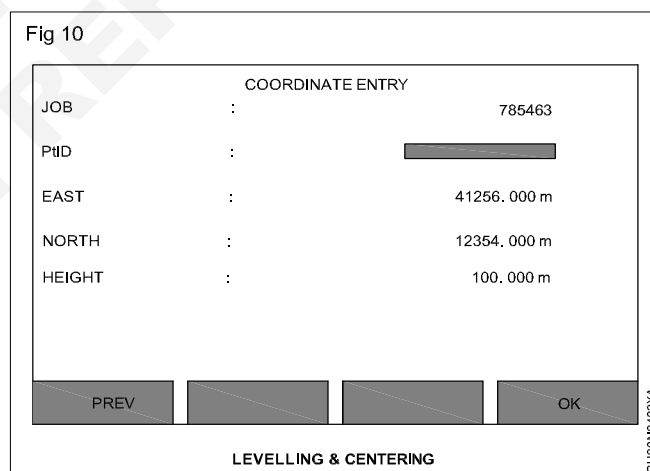 Fig 10
COORDINATE ENTRY
JOB : 785463
PtID :
EAST : 41256. 000 m
NORTH : 12354. 000 m
HEIGHT : 100. 000 m
PREV OK
LEVELLING & CENTERING